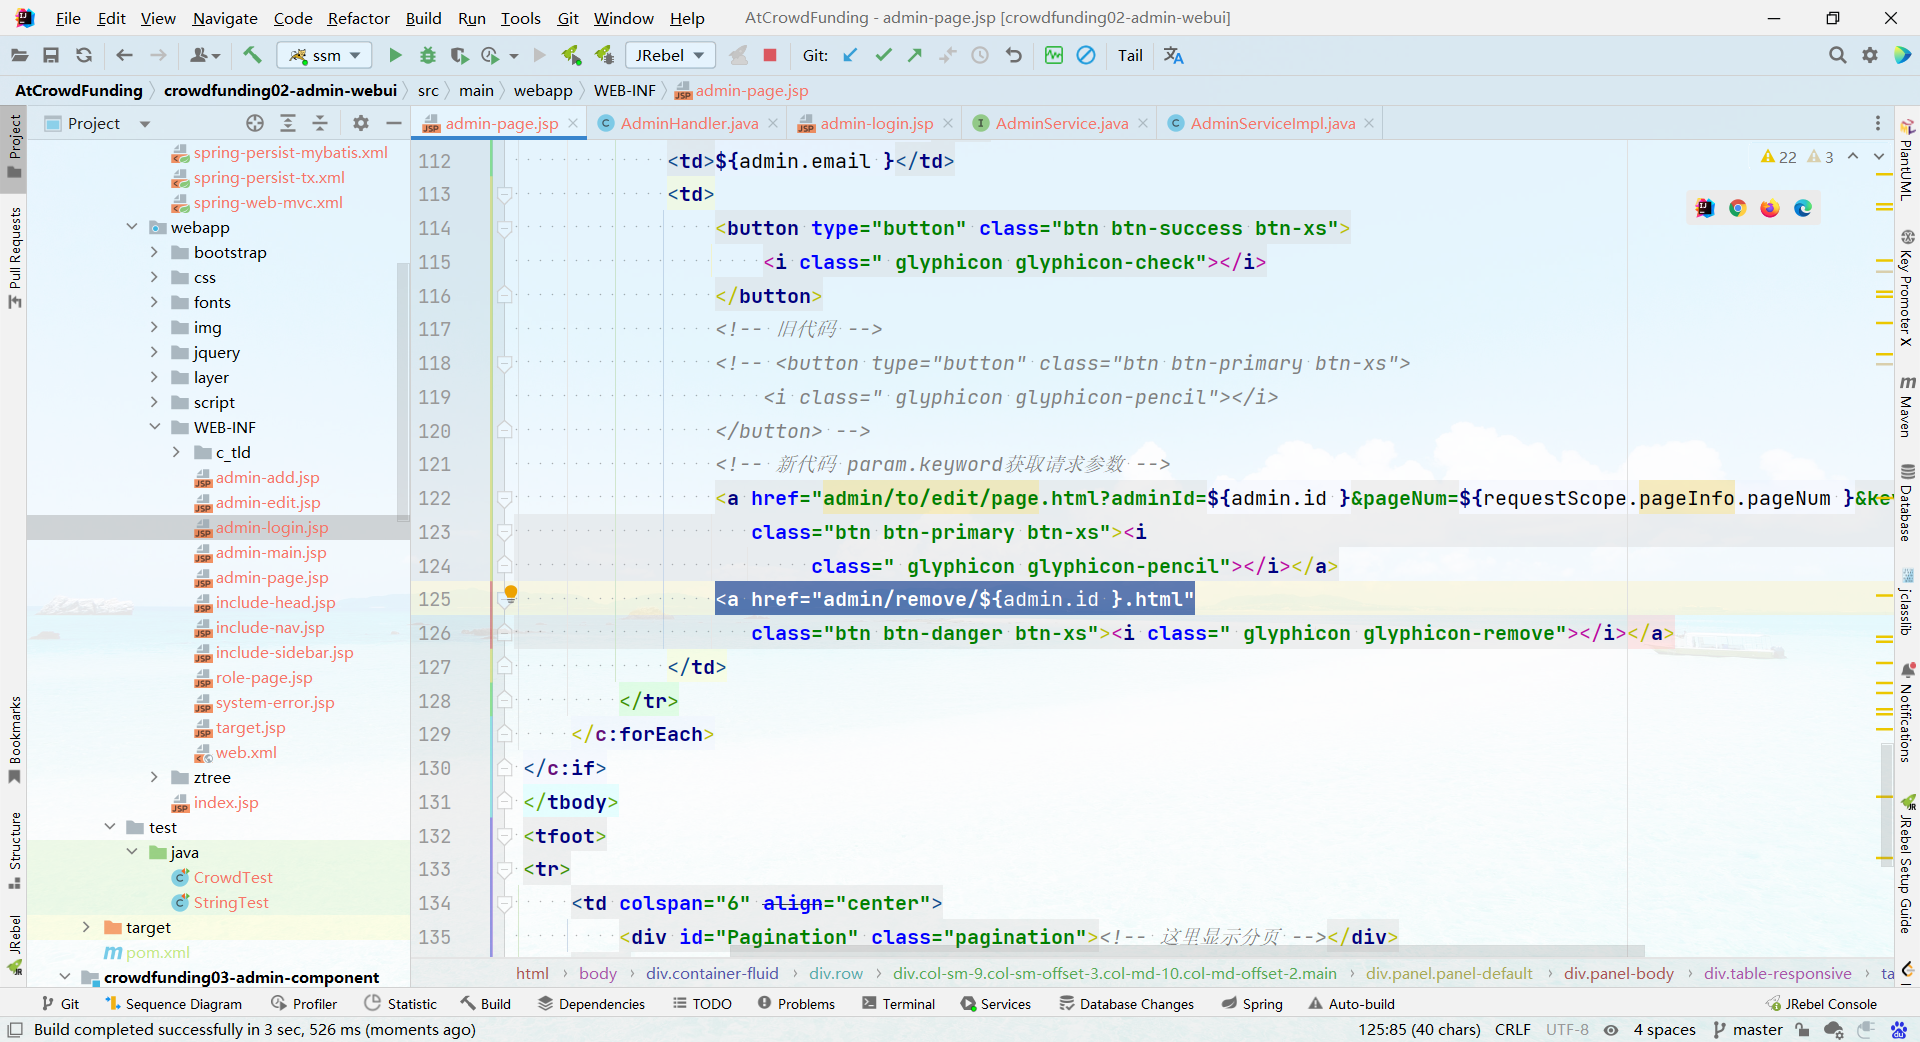 File Edit View Navigate Code Refactor Build Run Tools Git Window Help AtCrowdFunding - admin-page.jsp [crowdfunding02-admin-webui]
ssm JRebel Git: Tail
AtCrowdFunding crowdfunding02-admin-webui src main webapp WEB-INF admin-page.jsp
Project
admin-page.jsp AdminHandler.java admin-login.jsp AdminService.java AdminServiceImpl.java
Project
Pull Requests
Bookmarks
Structure
JRebel
spring-persist-mybatis.xml
spring-persist-tx.xml
spring-web-mvc.xml
webapp
bootstrap
css
fonts
img
jquery
layer
script
WEB-INF
c_tld
admin-add.jsp
admin-edit.jsp
admin-login.jsp
admin-main.jsp
admin-page.jsp
include-head.jsp
include-nav.jsp
include-sidebar.jsp
role-page.jsp
system-error.jsp
target.jsp
web.xml
ztree
index.jsp
test
java
CrowdTest
StringTest
target
pom.xml
crowdfunding03-admin-component
22 3
112 <td>${admin.email }</td>
113 <td>
114 <button type="button" class="btn btn-success btn-xs">
115 <i class=" glyphicon glyphicon-check"></i>
116 </button>
117 <!-- 旧代码 -->
118 <!-- <button type="button" class="btn btn-primary btn-xs">
119 <i class=" glyphicon glyphicon-pencil"></i>
120 </button> -->
121 <!-- 新代码 param.keyword获取请求参数 -->
122 <a href="admin/to/edit/page.html?adminId=${admin.id }&pageNum=${requestScope.pageInfo.pageNum }&ke
123 class="btn btn-primary btn-xs"><i
124 class=" glyphicon glyphicon-pencil"></i></a>
125 <a href="admin/remove/${admin.id }.html"
126 class="btn btn-danger btn-xs"><i class=" glyphicon glyphicon-remove"></i></a>
127 </td>
128 </tr>
129 </c:forEach>
130 </c:if>
131 </tbody>
132 <tfoot>
133 <tr>
134 <td colspan="6" align="center">
135 <div id="Pagination" class="pagination"><!-- 这里显示分页 --></div>
PlantUML
Key Promoter X
Maven
Database
jclasslib
Notifications
JRebel Setup Guide
html body div.container-fluid div.row div.col-sm-9.col-sm-offset-3.col-md-10.col-md-offset-2.main div.panel.panel-default div.panel-body div.table-responsive ta
Git Sequence Diagram Profiler Statistic Build Dependencies TODO Problems Terminal Services Database Changes Spring Auto-build JRebel Console
Build completed successfully in 3 sec, 526 ms (moments ago) 125:85 (40 chars) CRLF UTF-8 4 spaces master